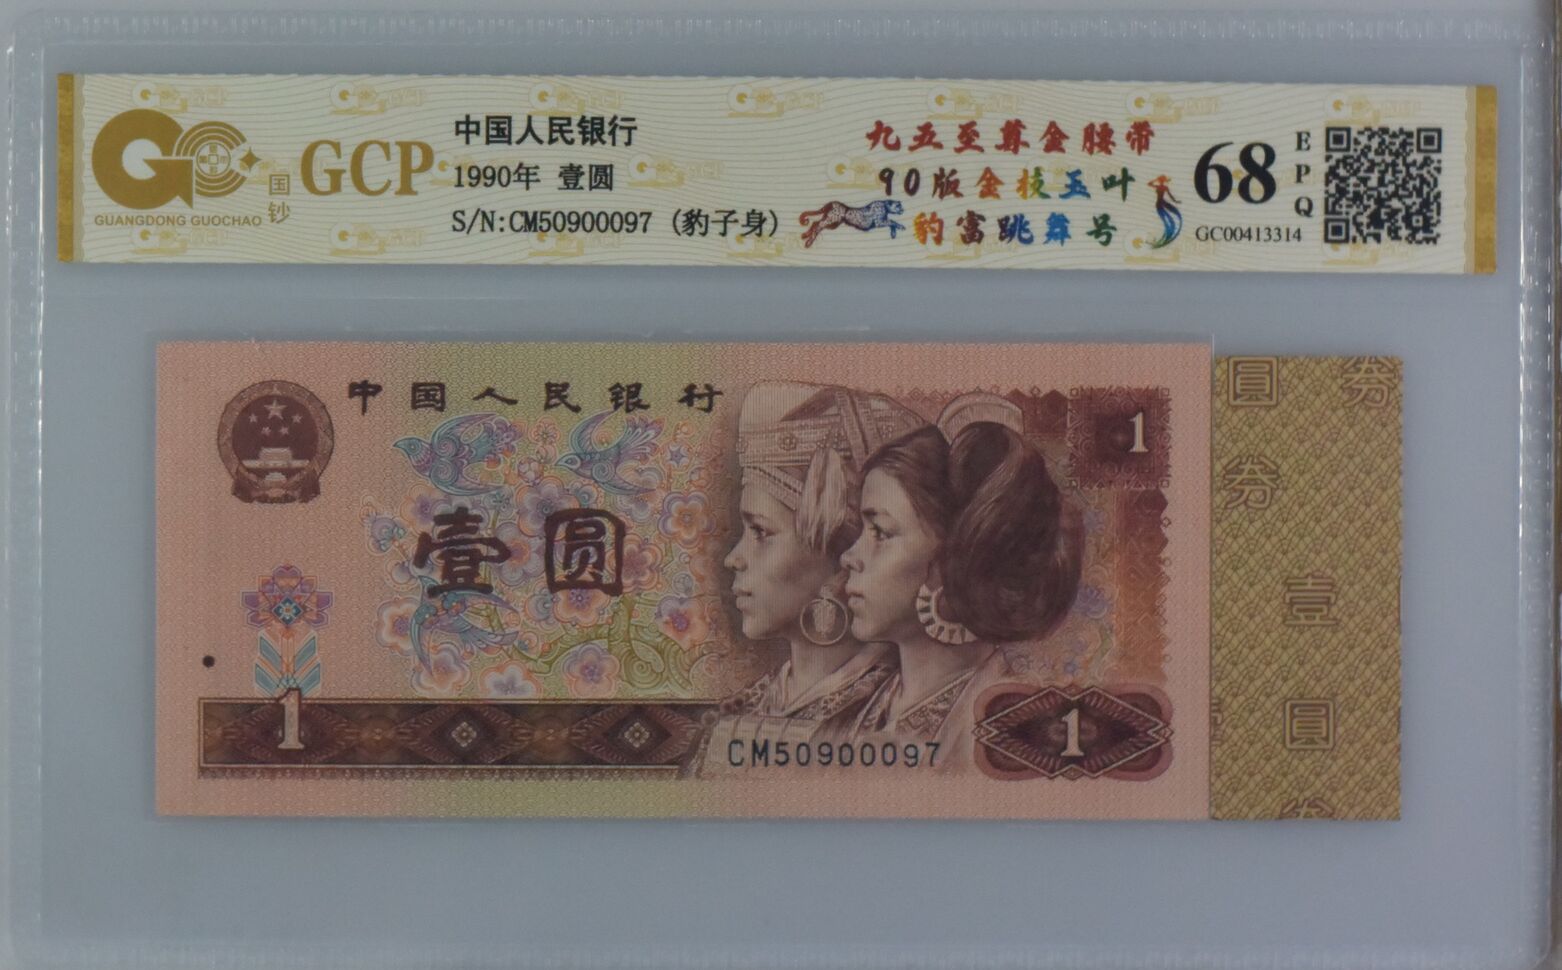 GCP
国钞
GUANGDONG GUOCHAO
中国人民银行
1990年 壹圆
S/N:CM50900097 (豹子身)
九五至尊金腰带
90版金枝玉叶
豹富跳舞号
68
EPQ
GC00413314
中国人民银行
1
壹圆
1
CM50900097
1
圓 券
券
壹
圓
券